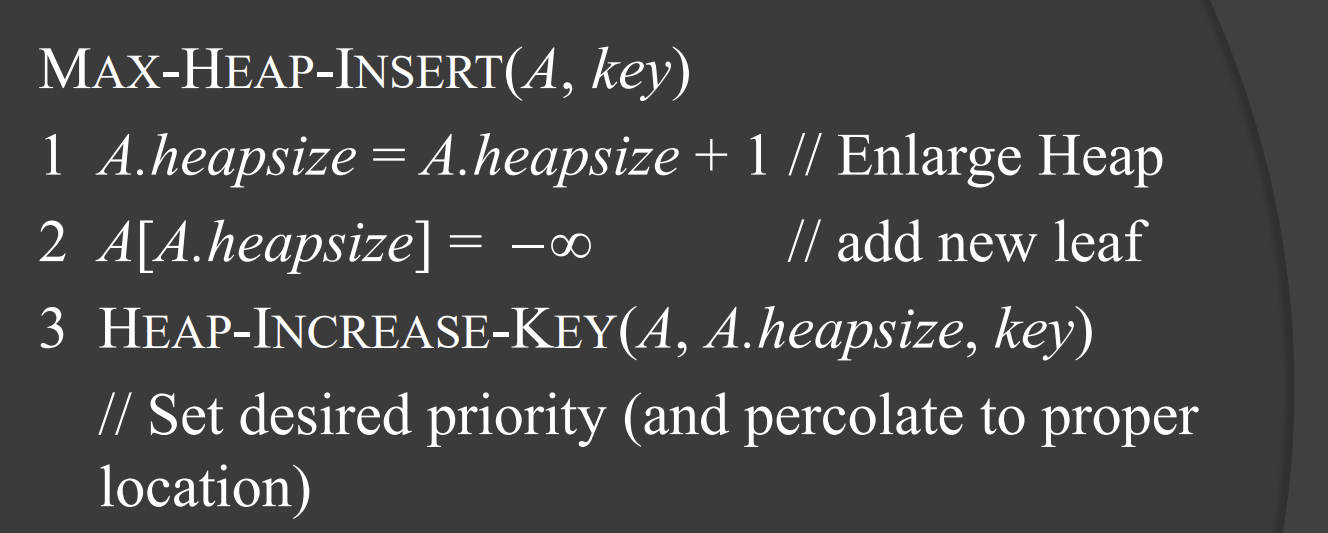 MAX-HEAP-INSERT(A, key)
1 A.heapsize = A.heapsize + 1 // Enlarge Heap
2 A[A.heapsize] = −∞ // add new leaf
3 HEAP-INCREASE-KEY(A, A.heapsize, key)
// Set desired priority (and percolate to proper
location)